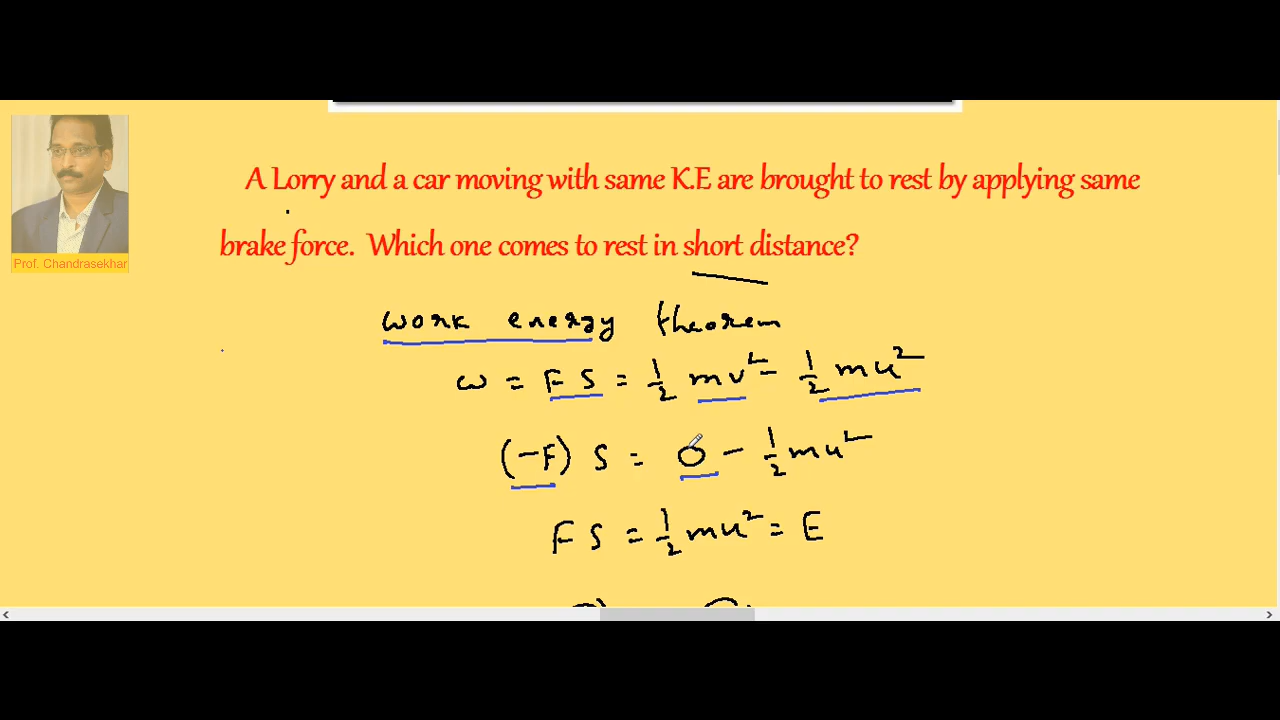 A Lorry and a car moving with same K.E are brought to rest by applying same
brake force. Which one comes to rest in short distance?
Prof. Chandrasekhar
work energy theorem
W = F S = 1/2 mv² - 1/2 mu²
(-F) S = 0 - 1/2 mu²
F S = 1/2 mu² = E